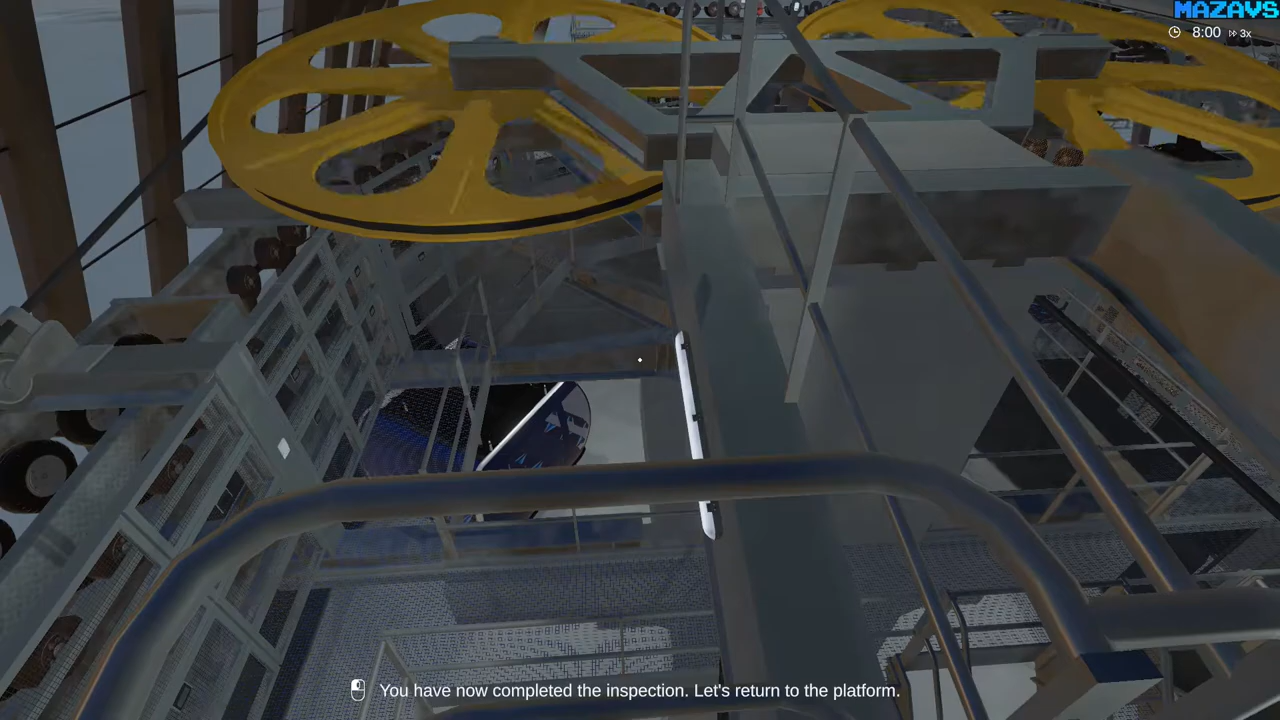 MAZAVS
8:00 3x
You have now completed the inspection. Let's return to the platform.